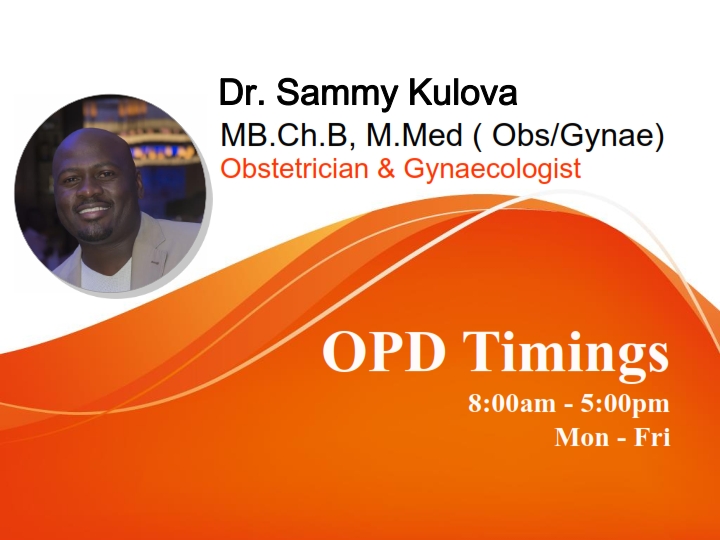 Dr. Sammy Kulova
MB.Ch.B, M.Med ( Obs/Gynae)
Obstetrician & Gynaecologist
OPD Timings
8:00am - 5:00pm
Mon - Fri